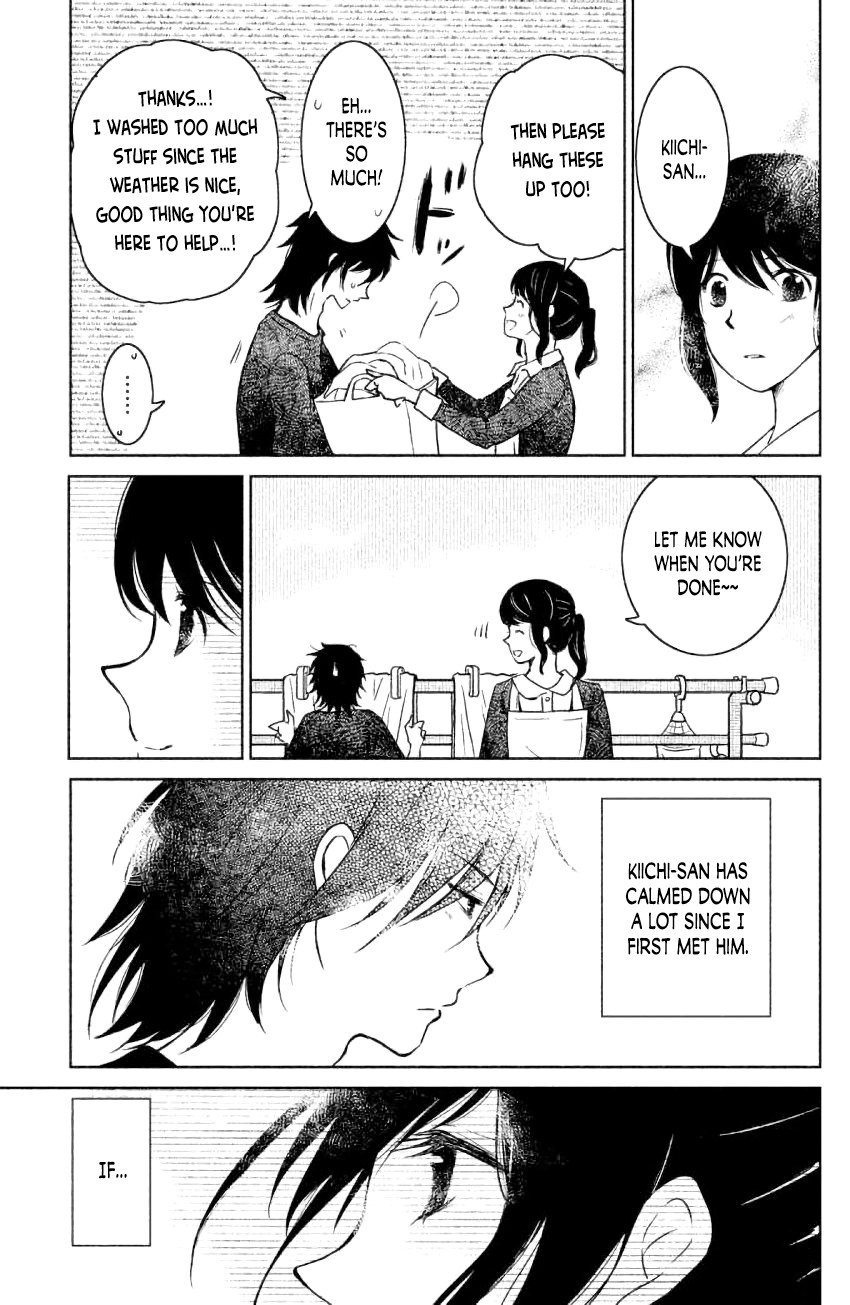 KIICHI-
SAN...
THEN PLEASE
HANG THESE
UP TOO!
ド
EH...
THERE'S
SO
MUCH!
THANKS...!
I WASHED TOO MUCH
STUFF SINCE THE
WEATHER IS NICE,
GOOD THING YOU'RE
HERE TO HELP...!
........
LET ME KNOW
WHEN YOU'RE
DONE~~
KIICHI-SAN HAS
CALMED DOWN
A LOT SINCE I
FIRST MET HIM.
IF...